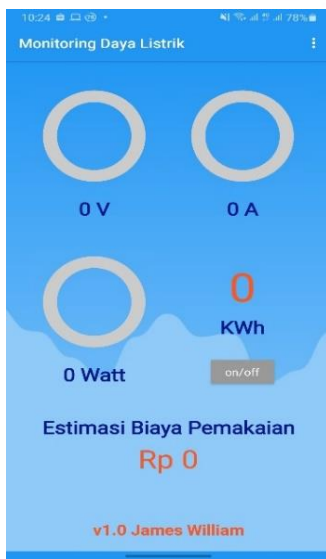 10:24
78%
Monitoring Daya Listrik
0 V
0 A
0
KWh
0 Watt
on/off
Estimasi Biaya Pemakaian
Rp 0
v1.0 James William